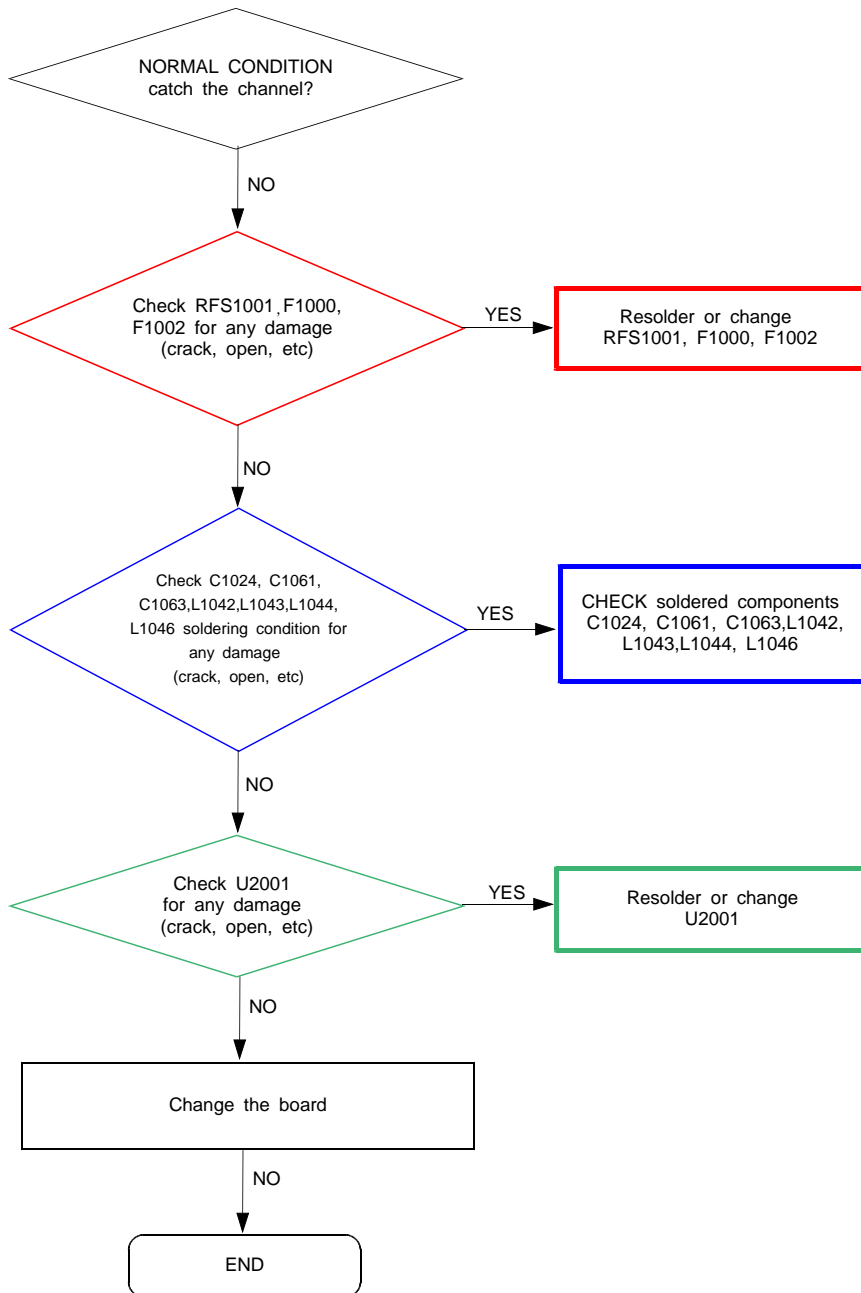 NORMAL CONDITION
catch the channel?
NO
Check RFS1001, F1000,
F1002 for any damage
(crack, open, etc)
YES
Resolder or change
RFS1001, F1000, F1002
NO
Check C1024, C1061,
C1063,L1042,L1043,L1044,
L1046 soldering condition for
any damage
(crack, open, etc)
YES
CHECK soldered components
C1024, C1061, C1063,L1042,
L1043,L1044, L1046
NO
Check U2001
for any damage
(crack, open, etc)
YES
Resolder or change
U2001
NO
Change the board
NO
END